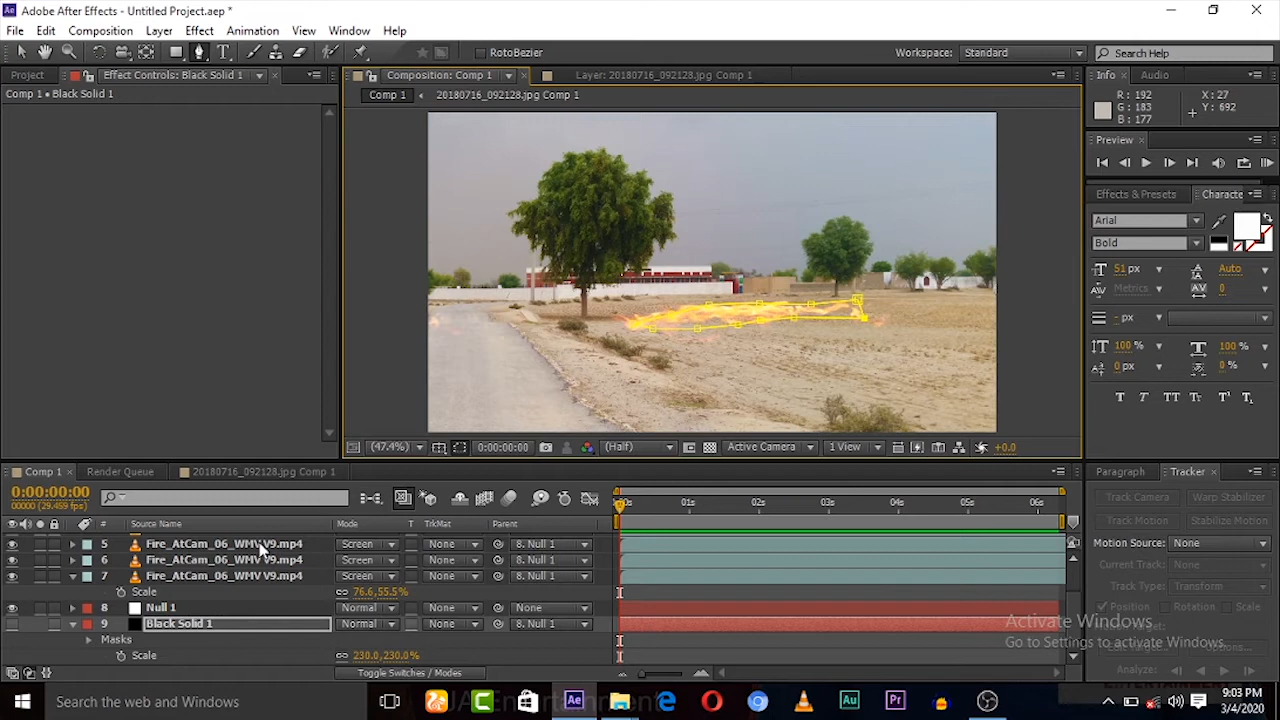 Adobe After Effects - Untitled Project.aep *
File Edit Composition Layer Effect Animation View Window Help
RotoBezier
Workspace: Standard
Search Help
Project Effect Controls: Black Solid 1
Composition: Comp 1
Layer: 20180716_092128.jpg Comp 1
Info Audio
Comp 1 • Black Solid 1
Comp 1 20180716_092128.jpg Comp 1
R : 192
G : 183
B : 177
X : 27
Y : 692
Preview
Effects & Presets Characte
Arial
Bold
51 px Auto
Metrics 0
- px
100 % 100 %
0 px 0 %
T T TT Tr T¹ T₁
(47.4%) 0:00:00:00 (Half) Active Camera 1 View +0.0
Comp 1 Render Queue 20180716_092128.jpg Comp 1
Paragraph Tracker
0:00:00:00
00000 (29.459 fps)
01s 02s 03s 04s 05s 06s
Track Camera Warp Stabilizer
Track Motion Stabilize Motion
# Source Name Mode T TrkMat Parent
Motion Source: None
5 Fire_AtCam_06_WMV V9.mp4 Screen None 8. Null 1
Current Track: None
6 Fire_AtCam_06_WMV V9.mp4 Screen None 8. Null 1
Track Type: Transform
7 Fire_AtCam_06_WMV V9.mp4 Screen None 8. Null 1
Scale 76.6,55.5%
Position Rotation Scale
8 Null 1 Normal None None
9 Black Solid 1 Normal None 8. Null 1
Activate Windows
Go to Settings to activate Windows.
Masks
Scale 230.0,230.0%
Options...
Toggle Switches / Modes
Analyze:
Search the web and Windows
Entertainment
9:03 PM
3/4/2020